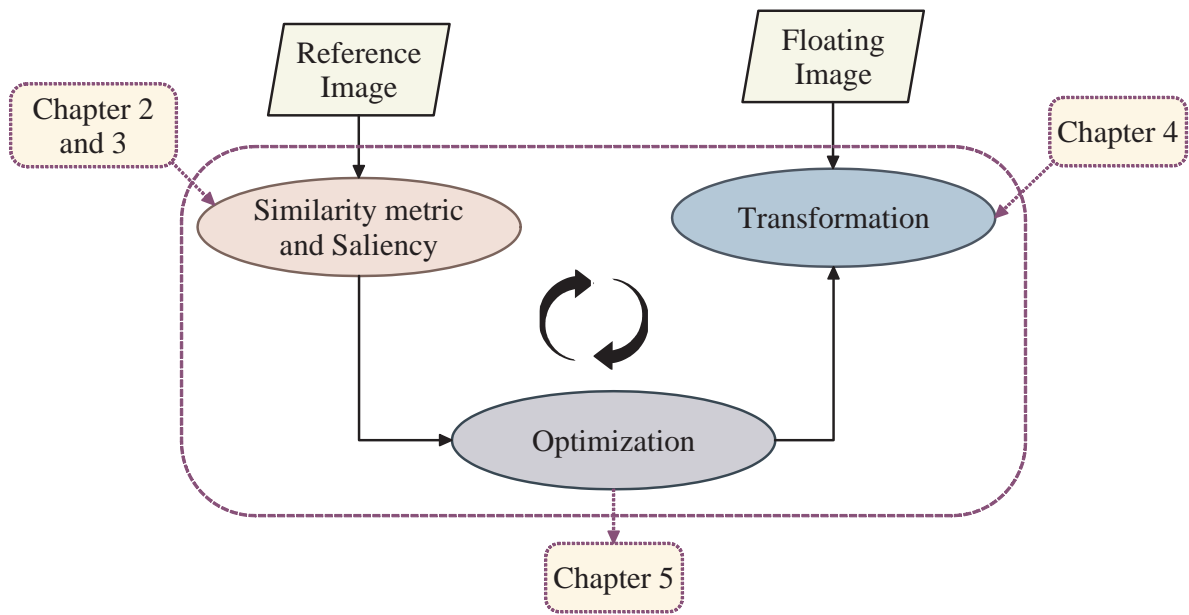 Reference
Image
Floating
Image
Chapter 2
and 3
Chapter 4
Similarity metric
and Saliency
Transformation
Optimization
Chapter 5